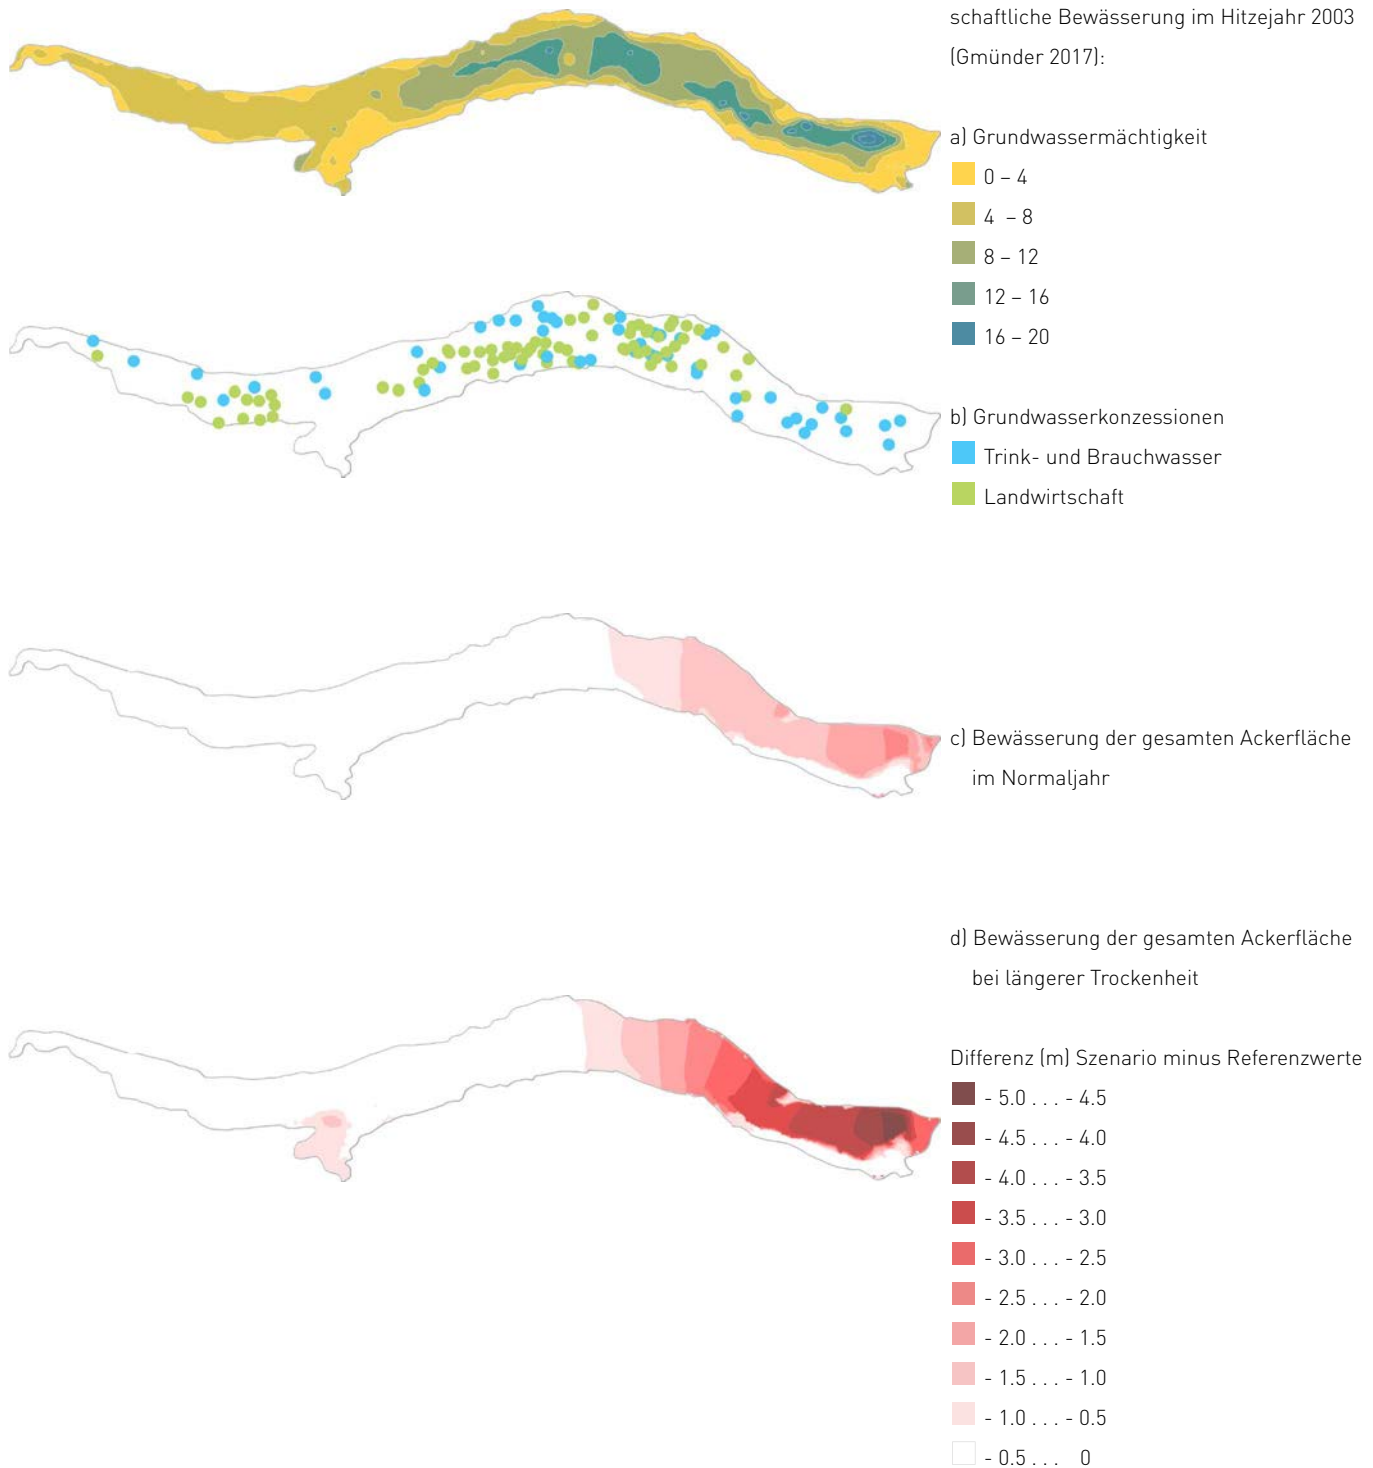 schaftliche Bewässerung im Hitzejahr 2003
(Gmünder 2017):
a) Grundwassermächtigkeit
0 – 4
4 – 8
8 – 12
12 – 16
16 – 20
b) Grundwasserkonzessionen
Trink- und Brauchwasser
Landwirtschaft
c) Bewässerung der gesamten Ackerfläche
im Normaljahr
d) Bewässerung der gesamten Ackerfläche
bei längerer Trockenheit
Differenz (m) Szenario minus Referenzwerte
- 5.0 . . . - 4.5
- 4.5 . . . - 4.0
- 4.0 . . . - 3.5
- 3.5 . . . - 3.0
- 3.0 . . . - 2.5
- 2.5 . . . - 2.0
- 2.0 . . . - 1.5
- 1.5 . . . - 1.0
- 1.0 . . . - 0.5
- 0.5 . . . 0